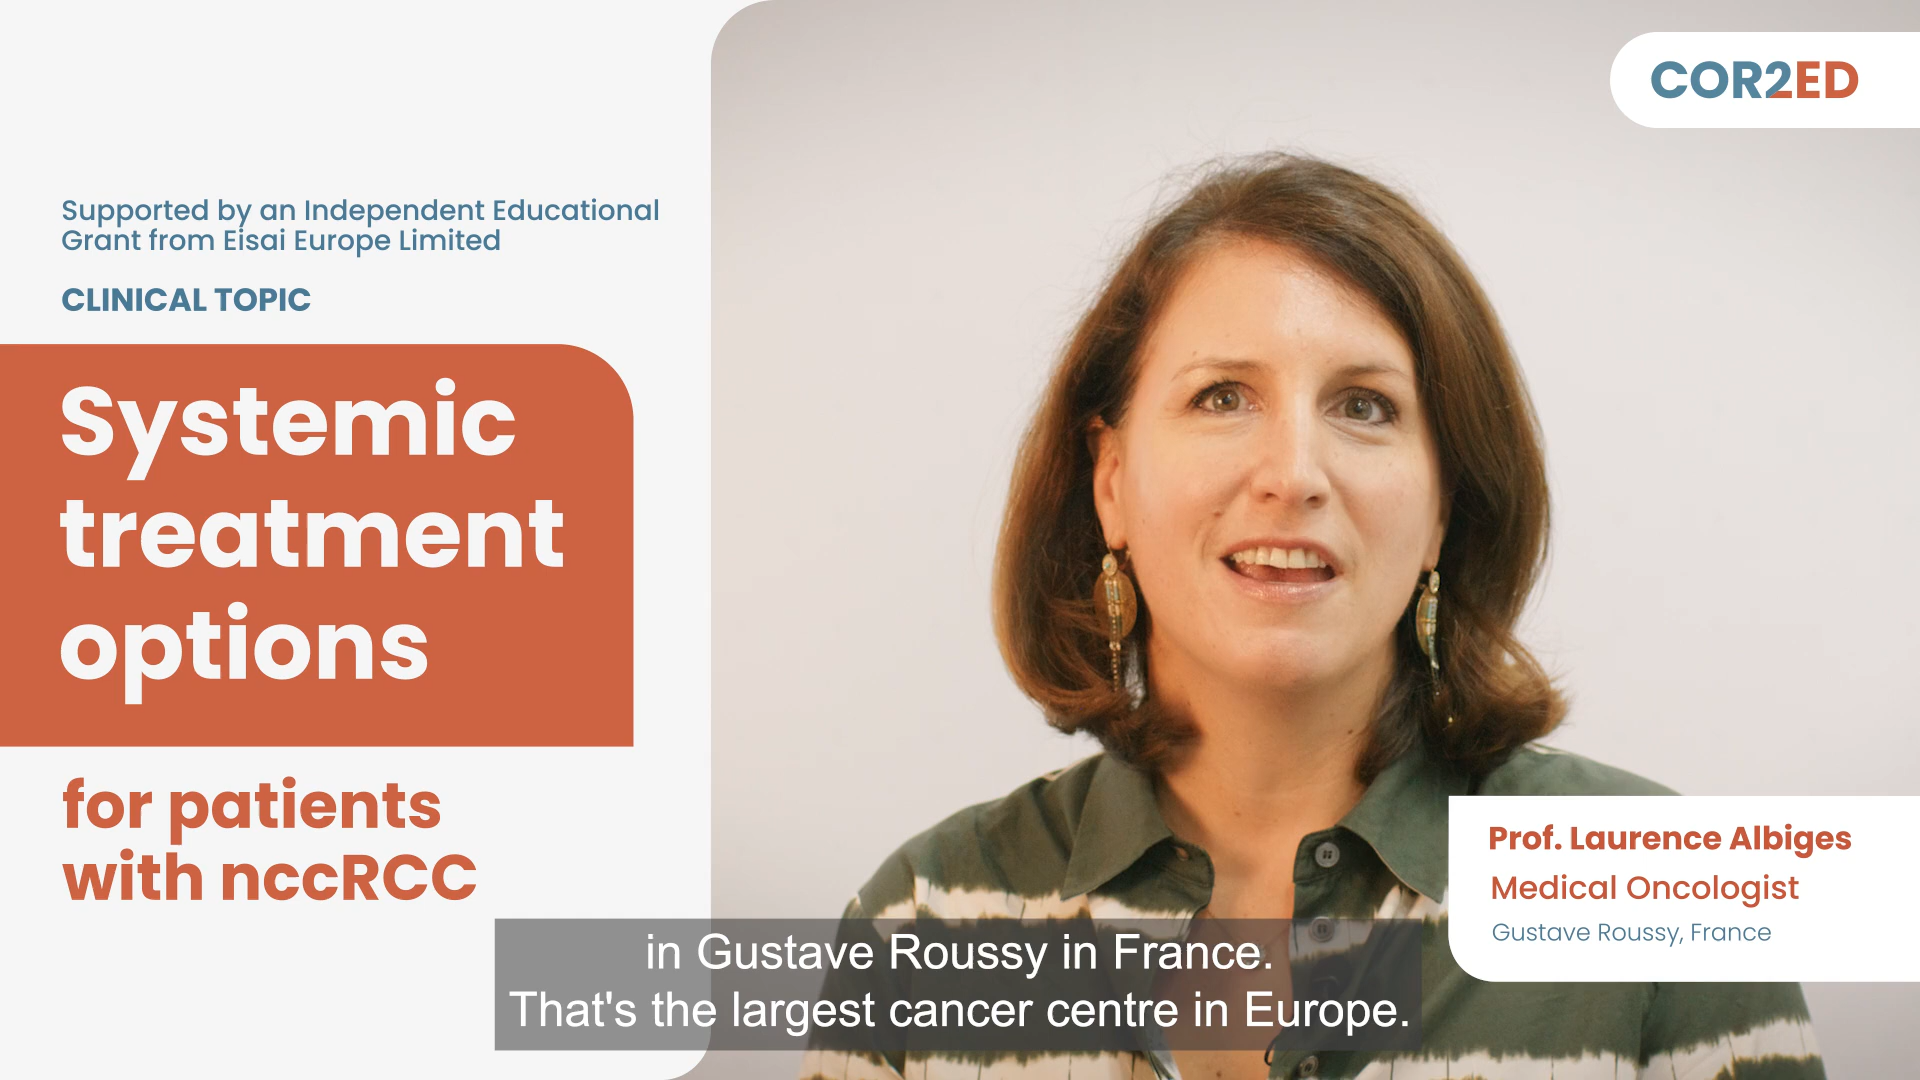 Supported by an Independent Educational
Grant from Eisai Europe Limited
CLINICAL TOPIC
Systemic
treatment
options
for patients
with nccRCC
COR2ED
Prof. Laurence Albiges
Medical Oncologist
Gustave Roussy, France
in Gustave Roussy in France.
That's the largest cancer centre in Europe.